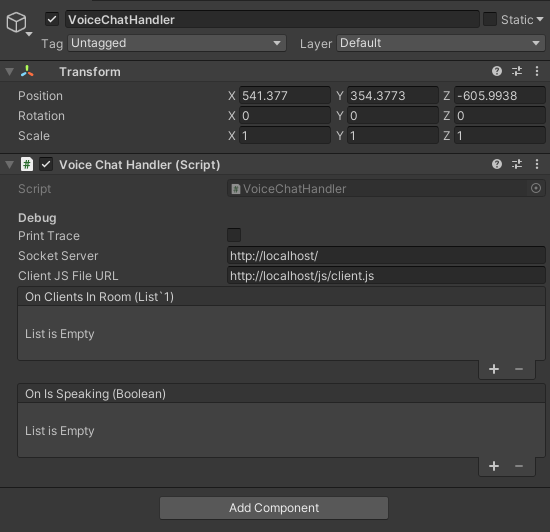 VoiceChatHandler Static
Tag Untagged Layer Default
Transform
Position X 541.377 Y 354.3773 Z -605.9938
Rotation X 0 Y 0 Z 0
Scale X 1 Y 1 Z 1
# Voice Chat Handler (Script)
Script # VoiceChatHandler
Debug
Print Trace
Socket Server http://localhost/
Client JS File URL http://localhost/js/client.js
On Clients In Room (List`1)
List is Empty
+ −
On Is Speaking (Boolean)
List is Empty
+ −
Add Component